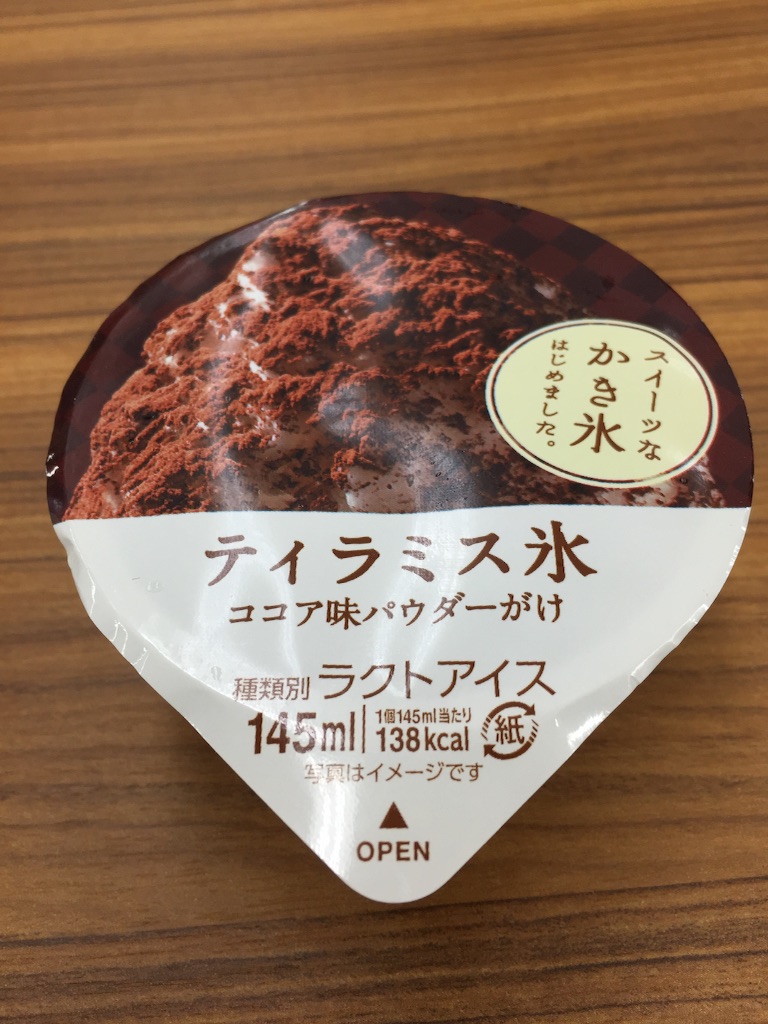 スイーツな
かき氷
はじめました。
ティラミス氷
ココア味パウダーがけ
種類別 ラクトアイス
145ml 1個145ml当たり
138kcal
紙
写真はイメージです
▲
OPEN